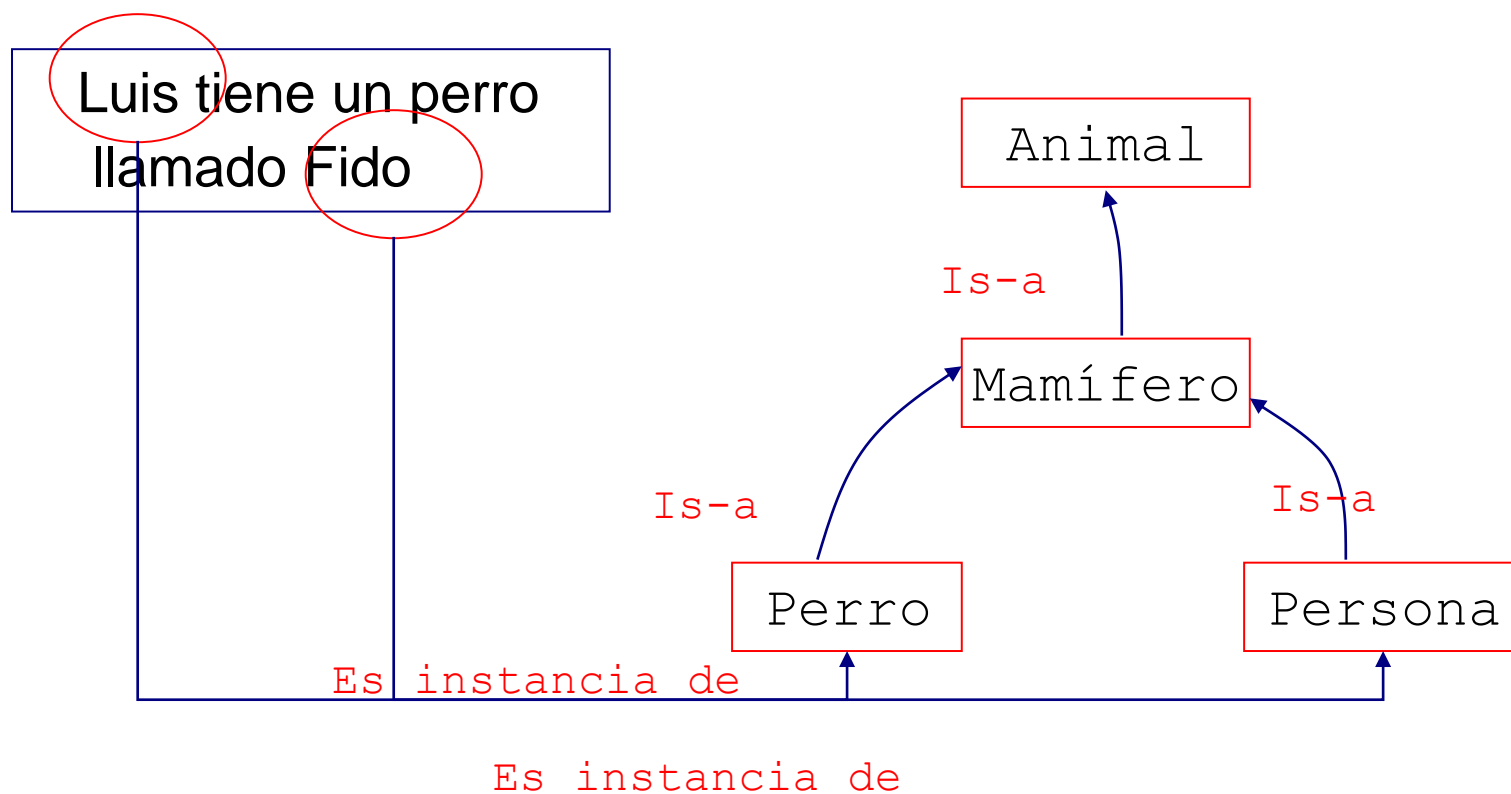 Luis tiene un perro
llamado Fido
Animal
Is-a
Mamífero
Is-a
Is-a
Perro
Persona
Es instancia de
Es instancia de